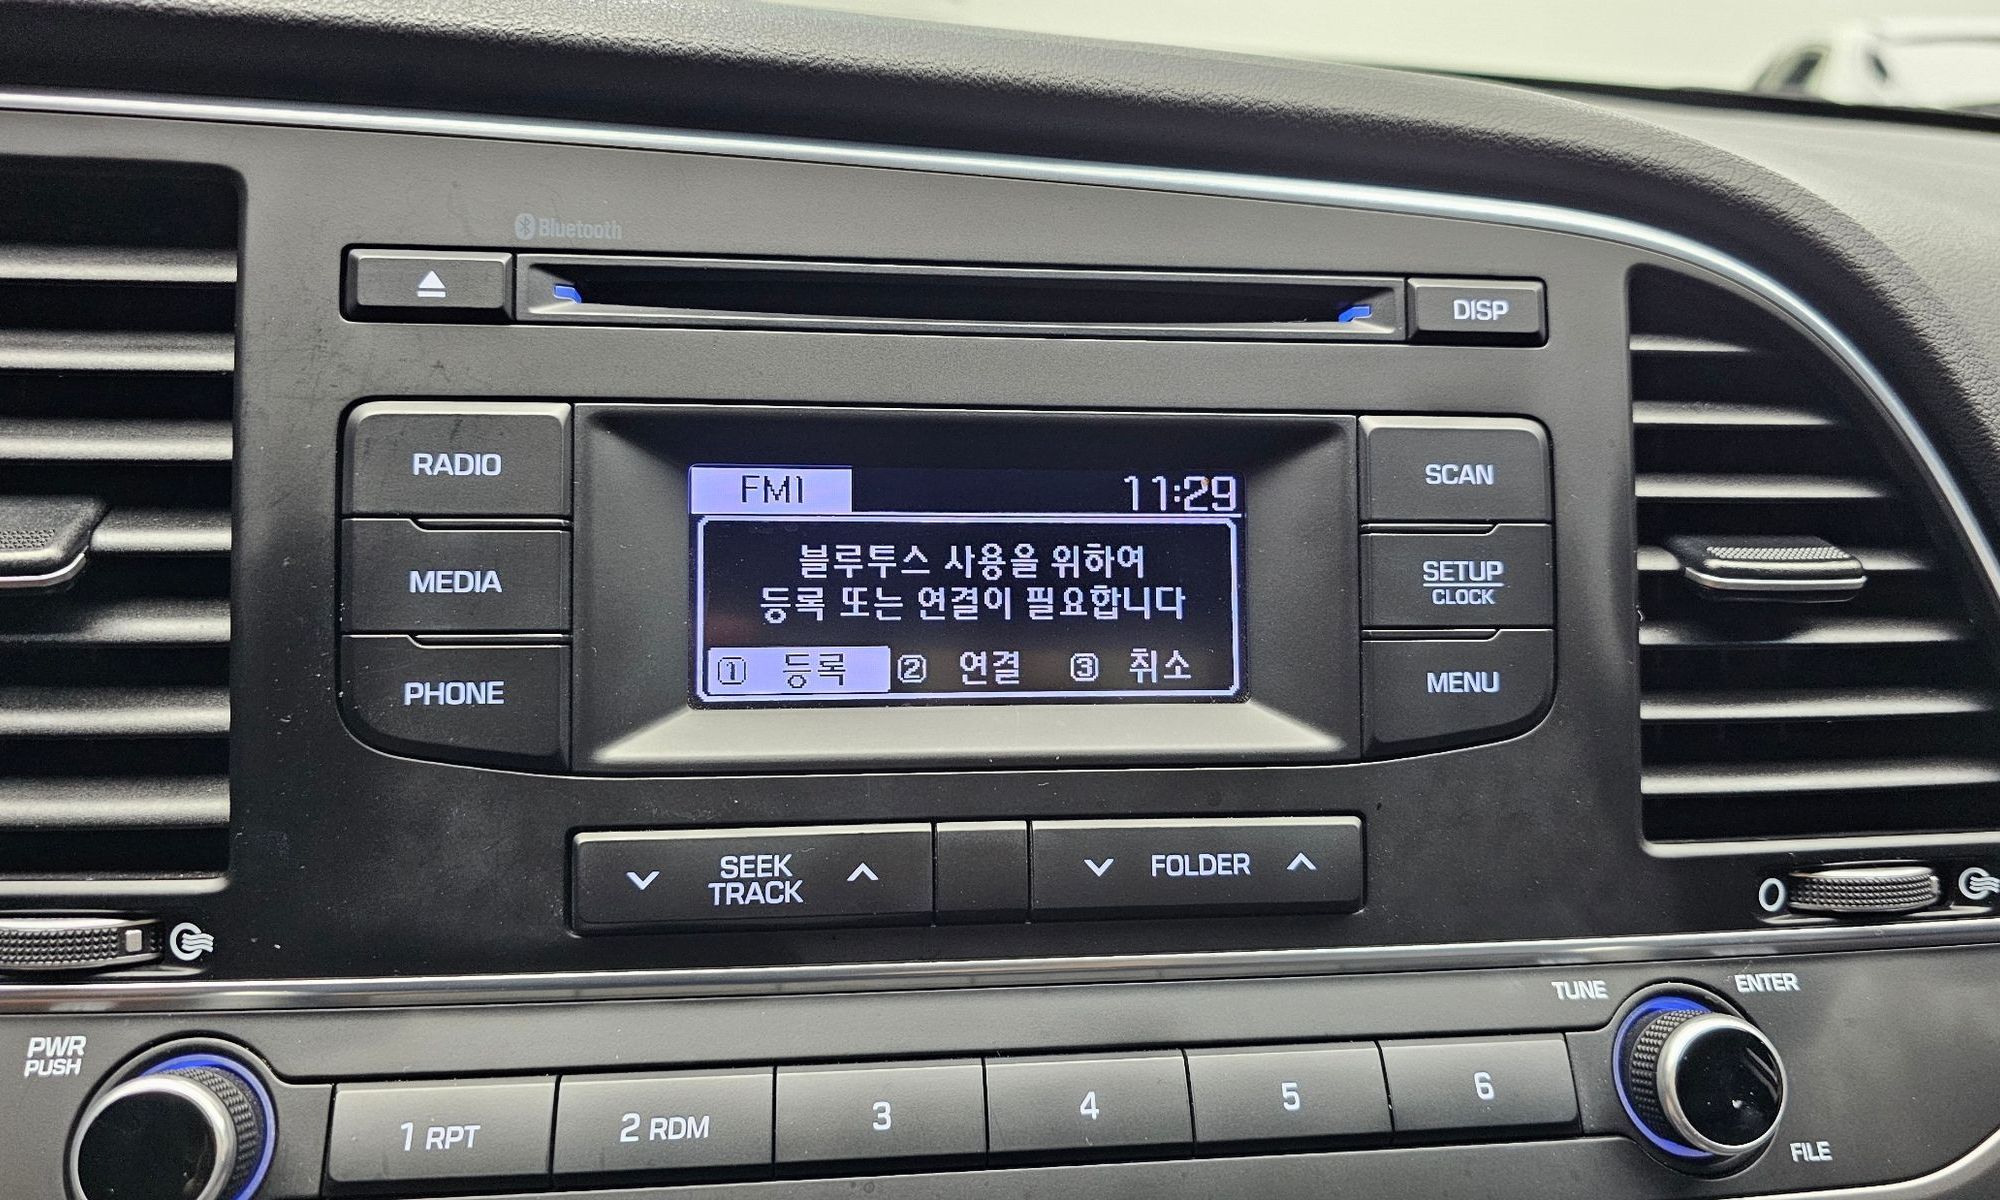 Bluetooth
DISP
RADIO
MEDIA
PHONE
FM1 11:29
블루투스 사용을 위하여
등록 또는 연결이 필요합니다
① 등록 ② 연결 ③ 취소
SCAN
SETUP
CLOCK
MENU
SEEK
TRACK
FOLDER
0
PWR
PUSH
1 RPT
2 RDM
3
4
5
6
TUNE
ENTER
FILE